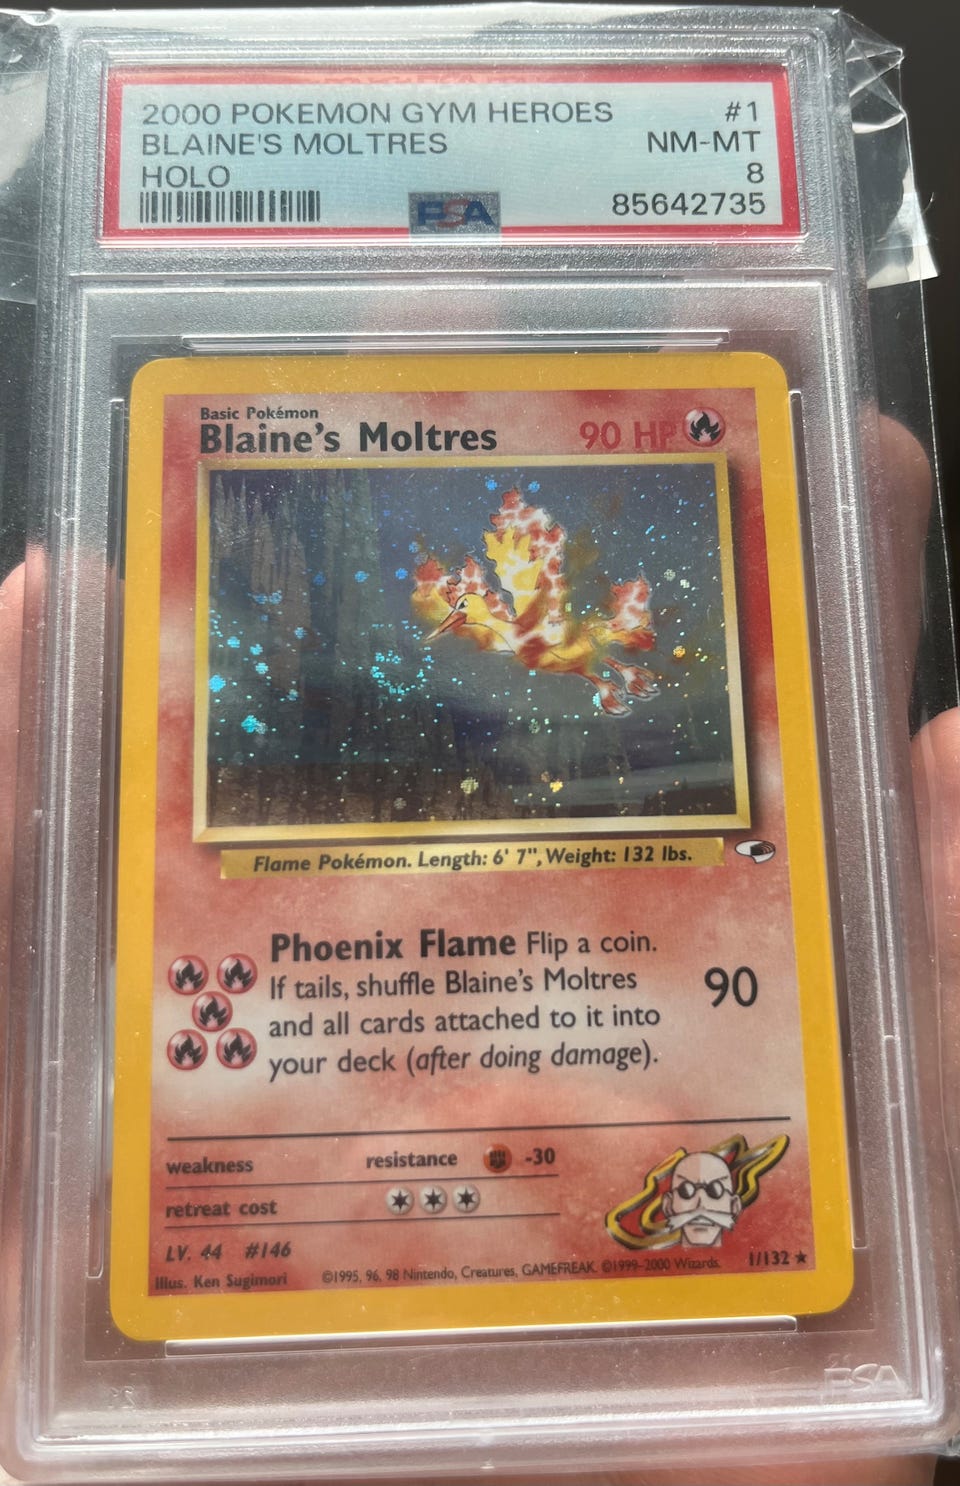 2000 POKEMON GYM HEROES #1
BLAINE'S MOLTRES NM-MT
HOLO 8
PSA 85642735
Basic Pokémon
Blaine's Moltres 90 HP
Flame Pokémon. Length: 6' 7", Weight: 132 lbs.
Phoenix Flame Flip a coin.
If tails, shuffle Blaine's Moltres
and all cards attached to it into
your deck (after doing damage).
90
weakness resistance -30
retreat cost
LV. 44 #146
Illus. Ken Sugimori ©1995, 96, 98 Nintendo, Creatures, GAMEFREAK. ©1999-2000 Wizards. 1/132 ★
PSA